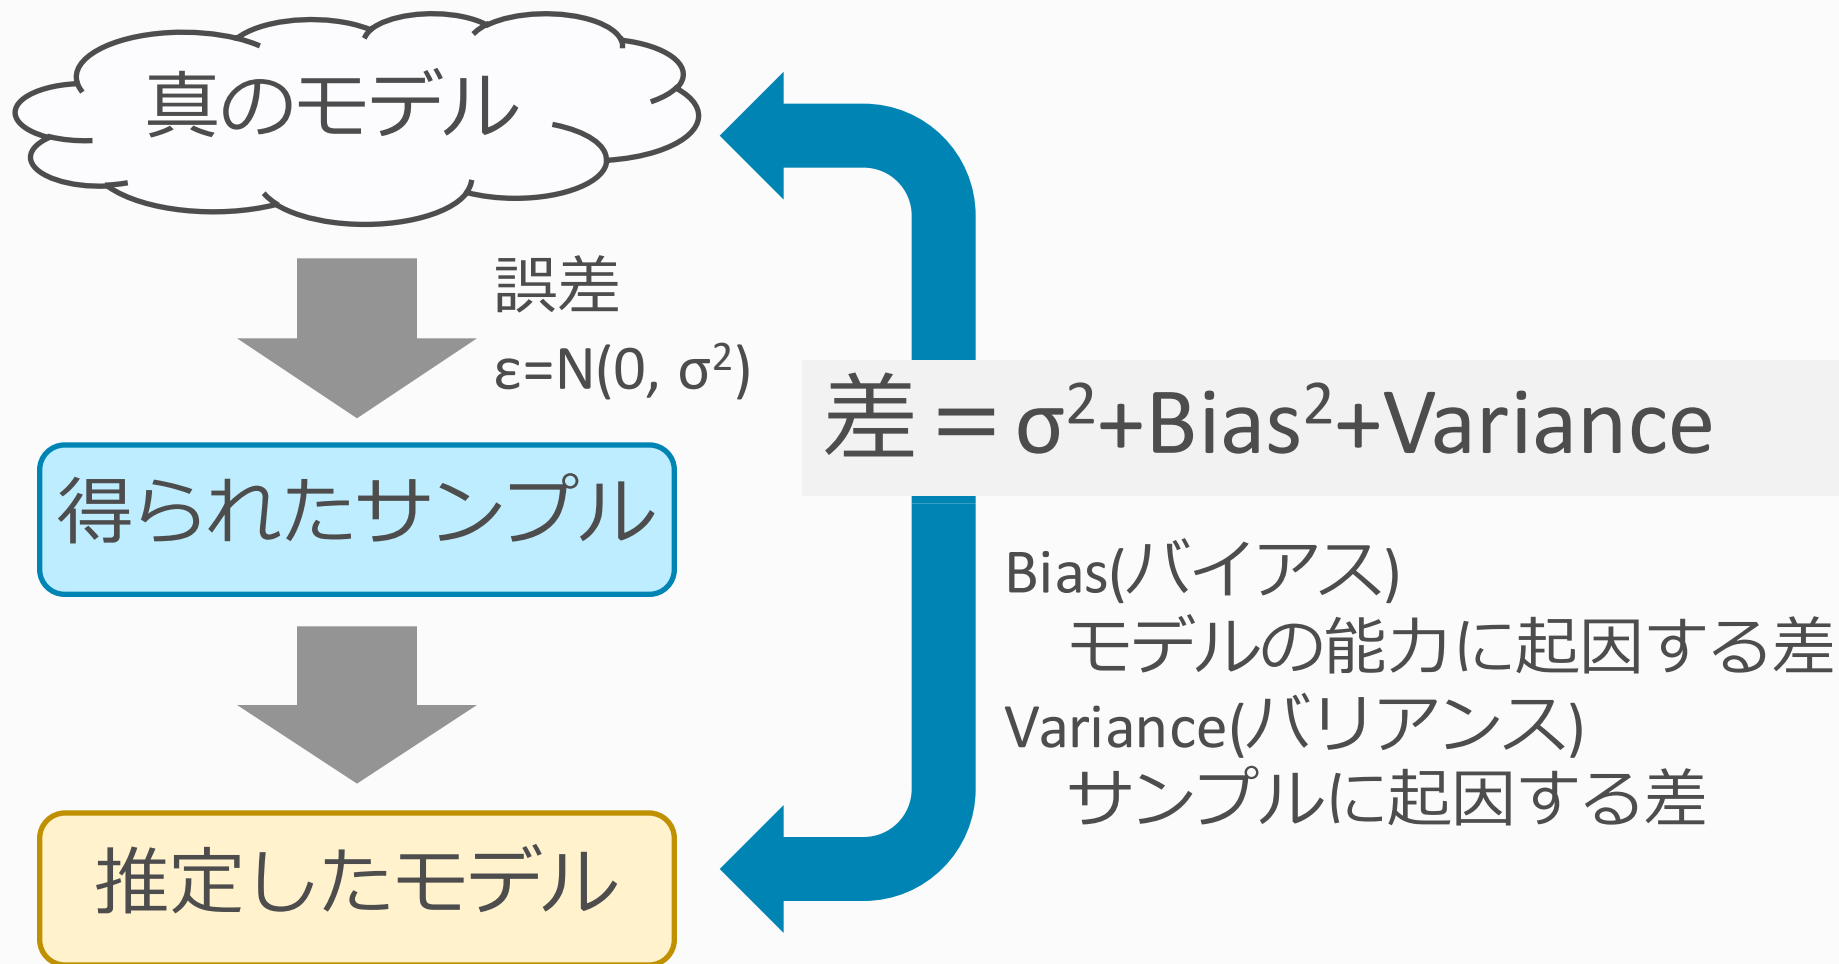 真のモデル
誤差
ε=N(0, σ²)
得られたサンプル
推定したモデル
差＝σ²+Bias²+Variance
Bias(バイアス)
モデルの能力に起因する差
Variance(バリアンス)
サンプルに起因する差